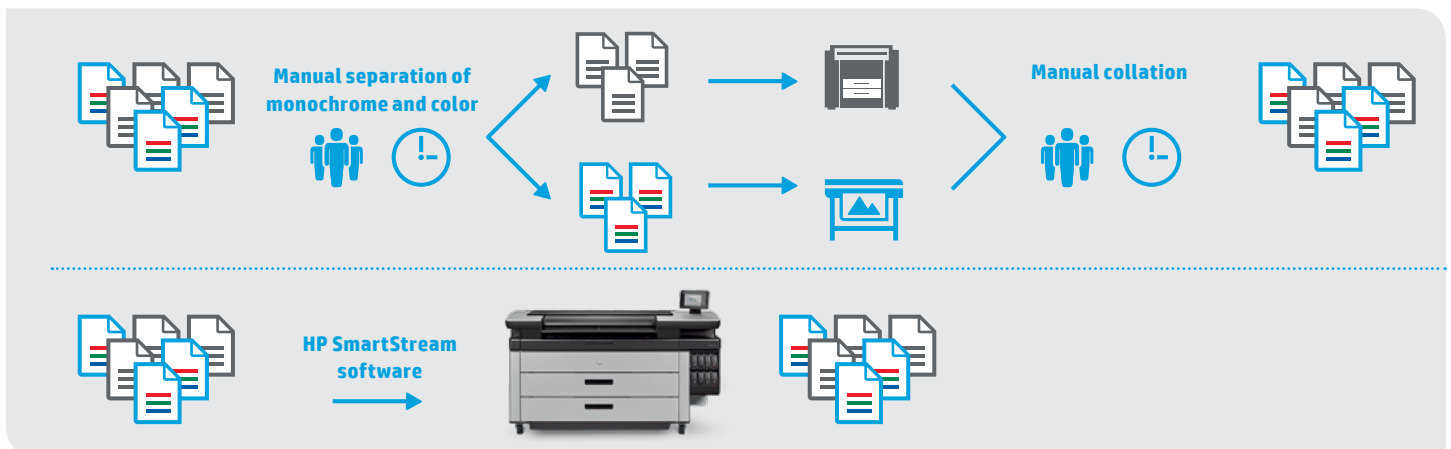 Manual separation of
monochrome and color
Manual collation
HP SmartStream
software